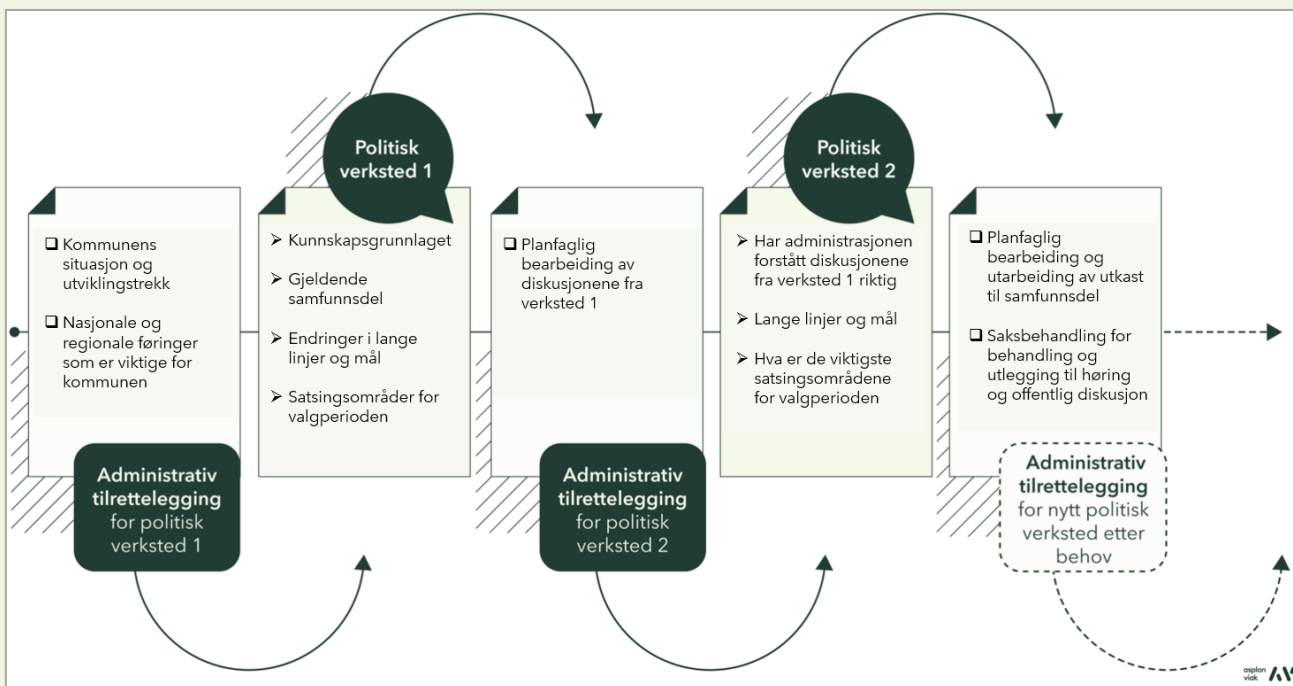 Politisk
verksted 1
Politisk
verksted 2
❑ Kommunens
situasjon og
utviklingstrekk
❑ Nasjonale og
regionale føringer
som er viktige for
kommunen
Administrativ
tilrettelegging
for politisk
verksted 1
➢ Kunnskapsgrunnlaget
➢ Gjeldende
samfunnsdel
➢ Endringer i lange
linjer og mål
➢ Satsingsområder for
valgperioden
❑ Planfaglig
bearbeiding av
diskusjonene fra
verksted 1
Administrativ
tilrettelegging
for politisk
verksted 2
➢ Har administrasjonen
forstått diskusjonene
fra verksted 1 riktig
➢ Lange linjer og mål
➢ Hva er de viktigste
satsingsområdene
for valgperioden
❑ Planfaglig
bearbeiding og
utarbeiding av utkast
til samfunnsdel
❑ Saksbehandling for
behandling og
utlegging til høring
og offentlig diskusjon
Administrativ
tilrettelegging
for nytt politisk
verksted etter
behov
asplan
viak